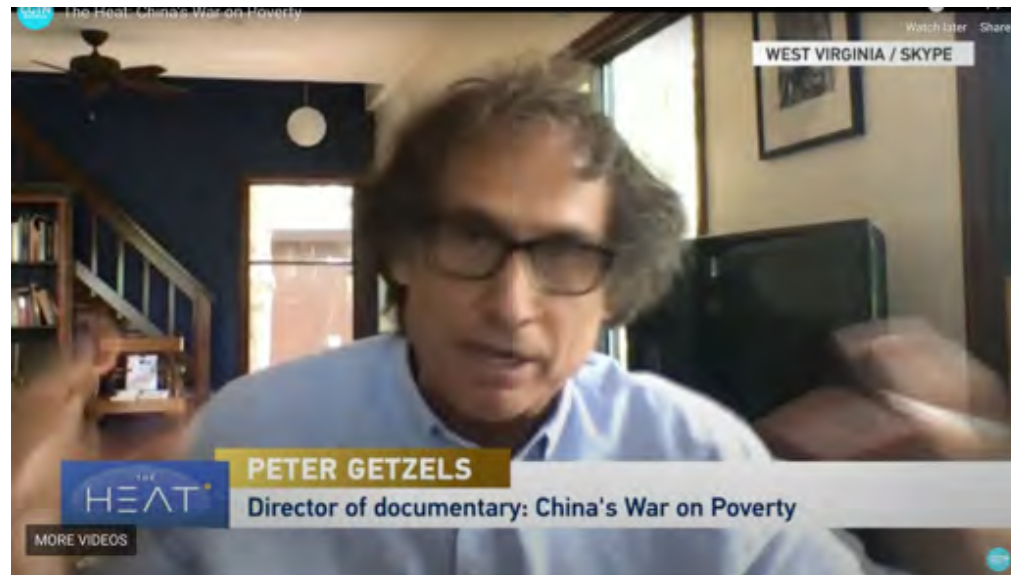 The Heat: China's War on Poverty
Watch later
Share
WEST VIRGINIA / SKYPE
PETER GETZELS
THE
HEAT
Director of documentary: China's War on Poverty
MORE VIDEOS